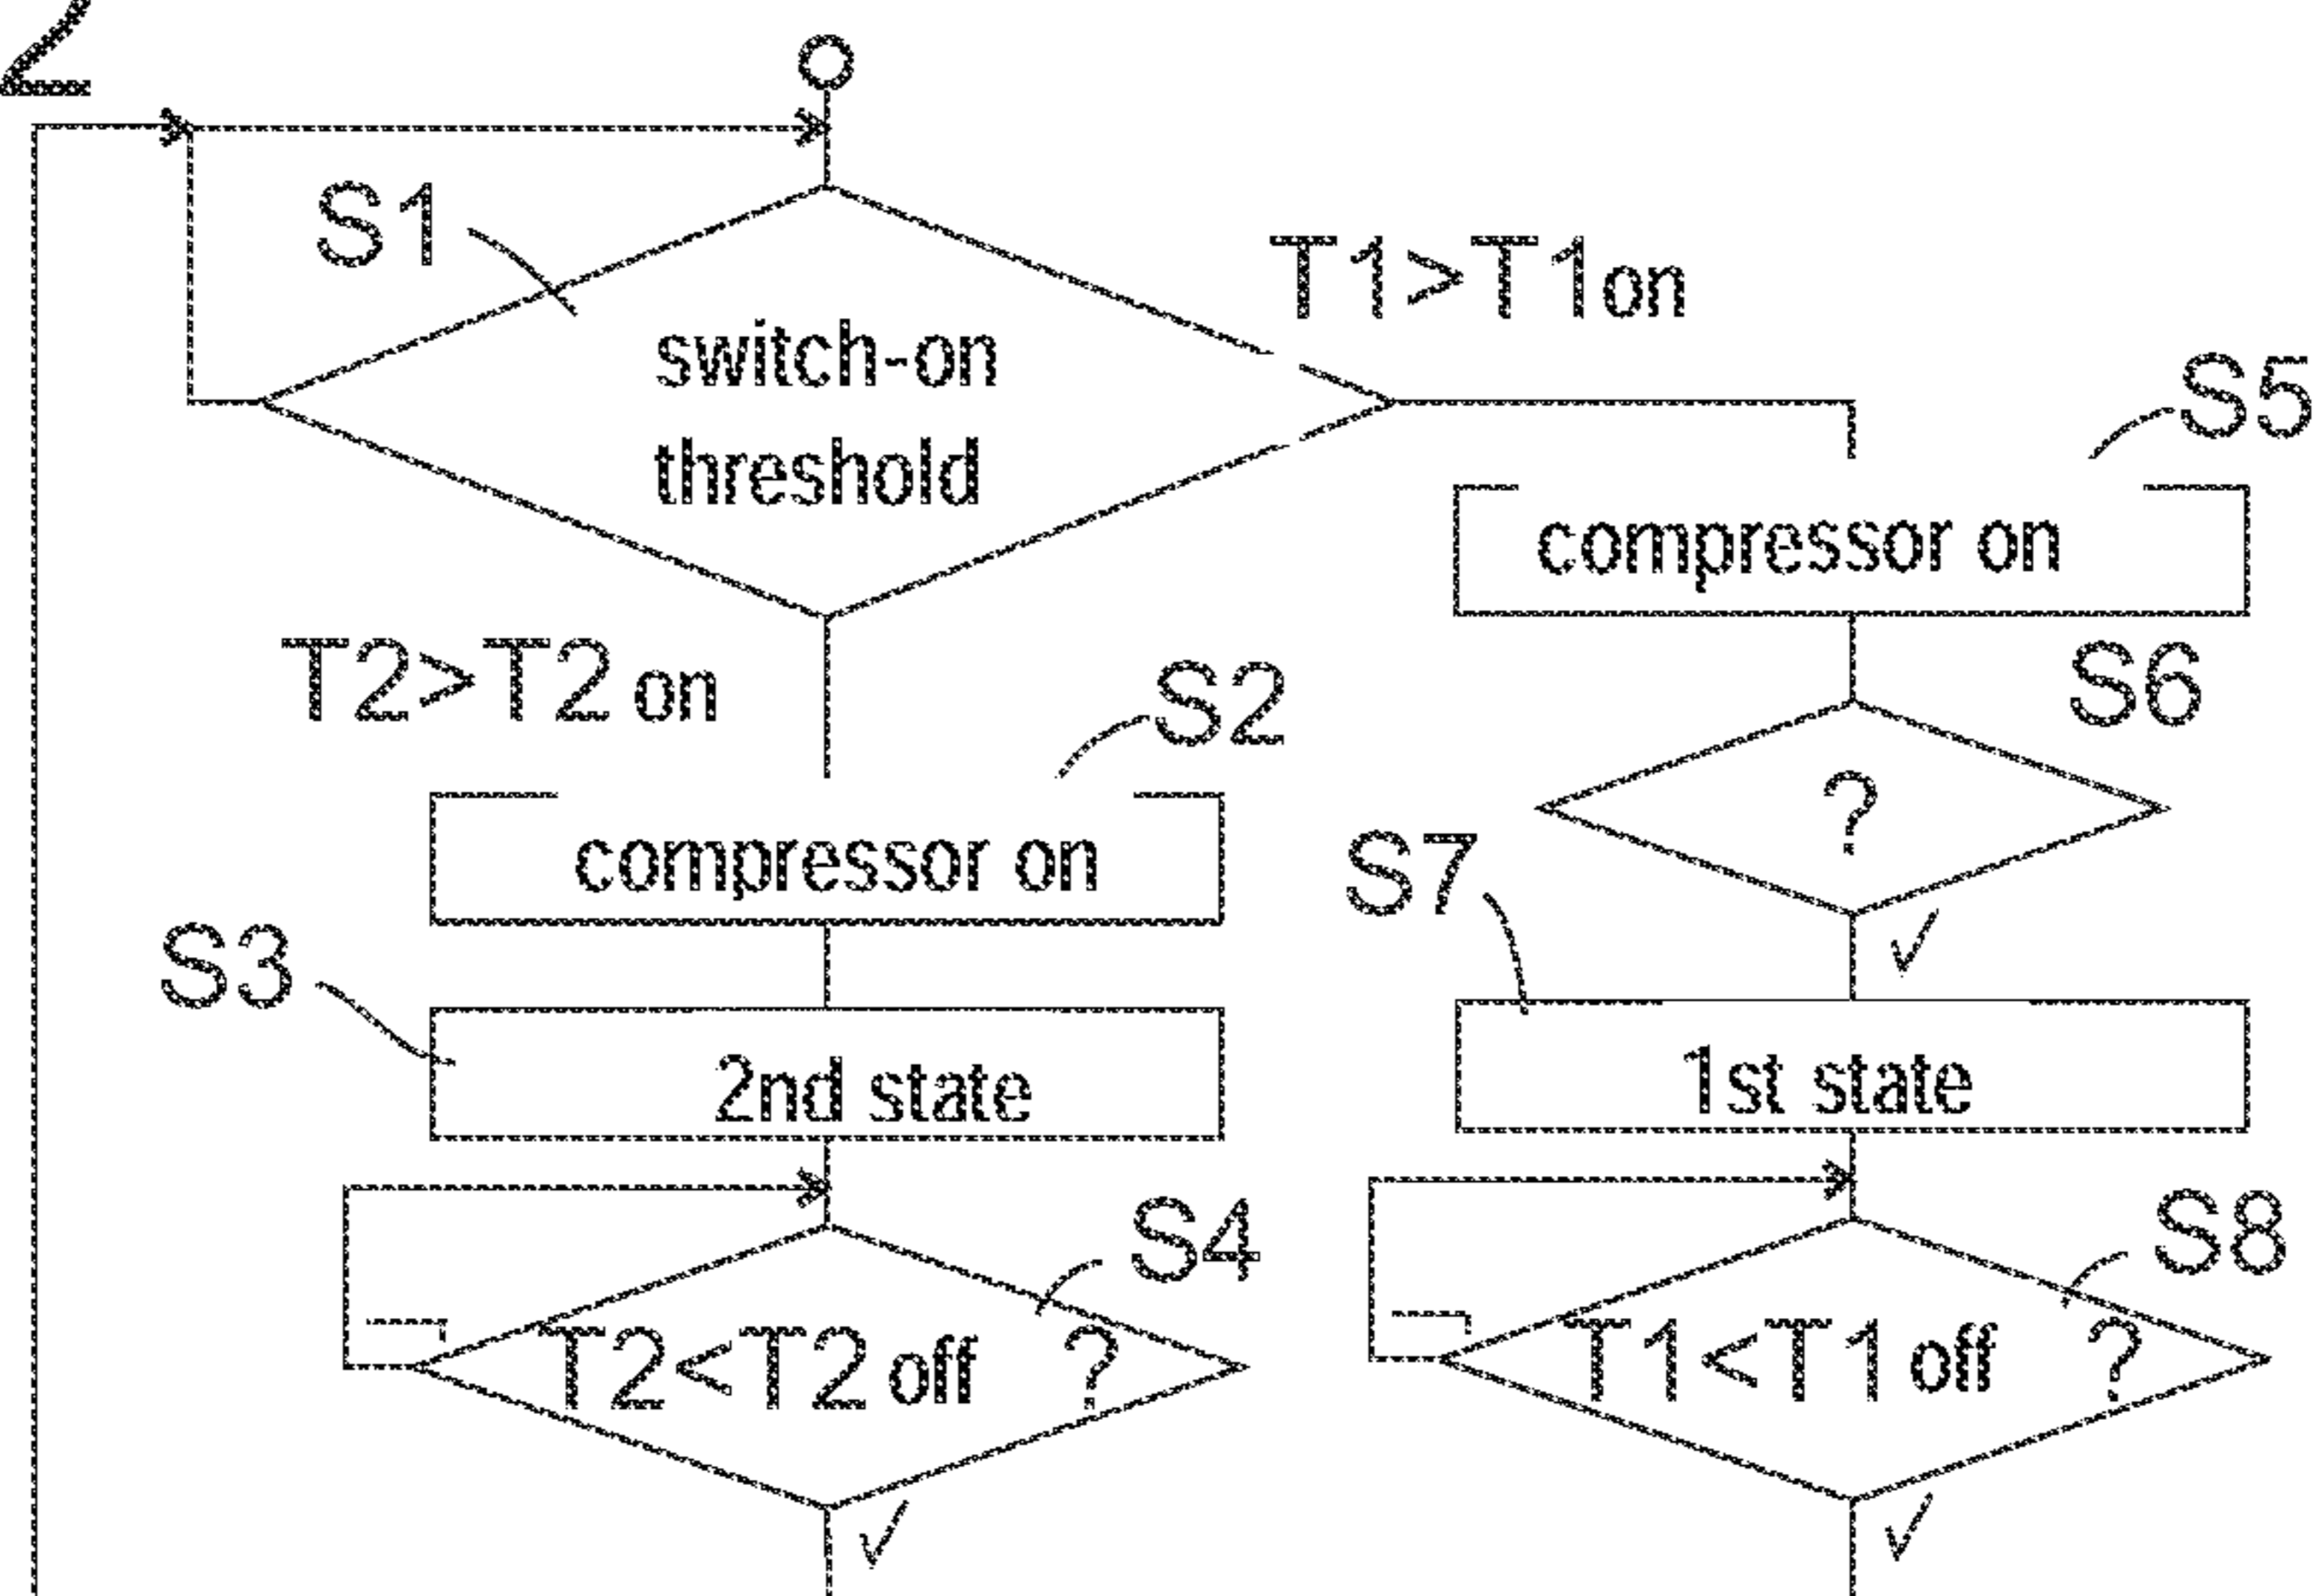 2
S1
switch-on
threshold
T1>T1on
S5
compressor on
T2>T2 on
S2
S6
?
compressor on
S7
✓
S3
2nd state
1st state
S4
T2<T2 off ?
✓
S8
T1<T1 off ?
✓